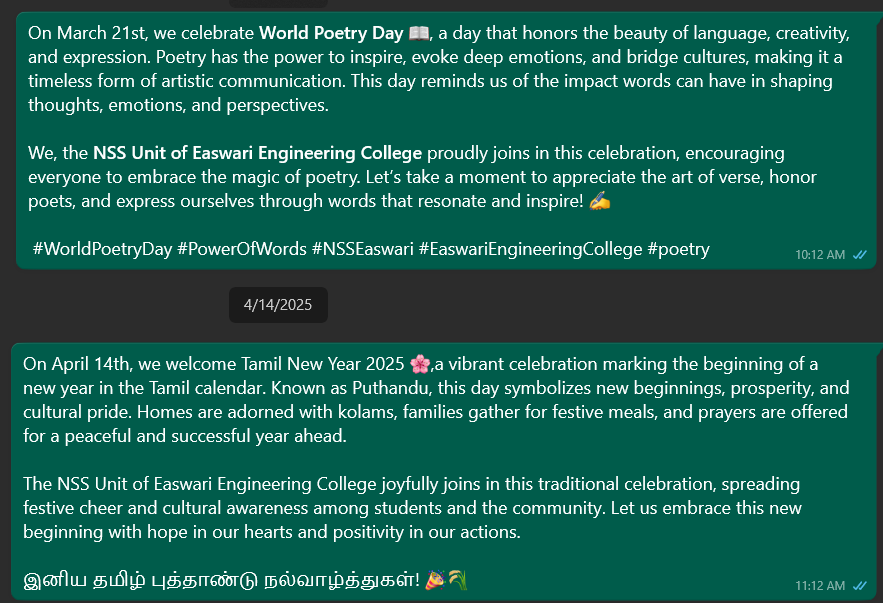 On March 21st, we celebrate World Poetry Day 📖, a day that honors the beauty of language, creativity,
and expression. Poetry has the power to inspire, evoke deep emotions, and bridge cultures, making it a
timeless form of artistic communication. This day reminds us of the impact words can have in shaping
thoughts, emotions, and perspectives.
We, the NSS Unit of Easwari Engineering College proudly joins in this celebration, encouraging
everyone to embrace the magic of poetry. Let’s take a moment to appreciate the art of verse, honor
poets, and express ourselves through words that resonate and inspire! ✍️
#WorldPoetryDay #PowerOfWords #NSSEaswari #EaswariEngineeringCollege #poetry
10:12 AM
4/14/2025
On April 14th, we welcome Tamil New Year 2025 🌸,a vibrant celebration marking the beginning of a
new year in the Tamil calendar. Known as Puthandu, this day symbolizes new beginnings, prosperity, and
cultural pride. Homes are adorned with kolams, families gather for festive meals, and prayers are offered
for a peaceful and successful year ahead.
The NSS Unit of Easwari Engineering College joyfully joins in this traditional celebration, spreading
festive cheer and cultural awareness among students and the community. Let us embrace this new
beginning with hope in our hearts and positivity in our actions.
இனிய தமிழ் புத்தாண்டு நல்வாழ்த்துகள்! 🎉🌾
11:12 AM